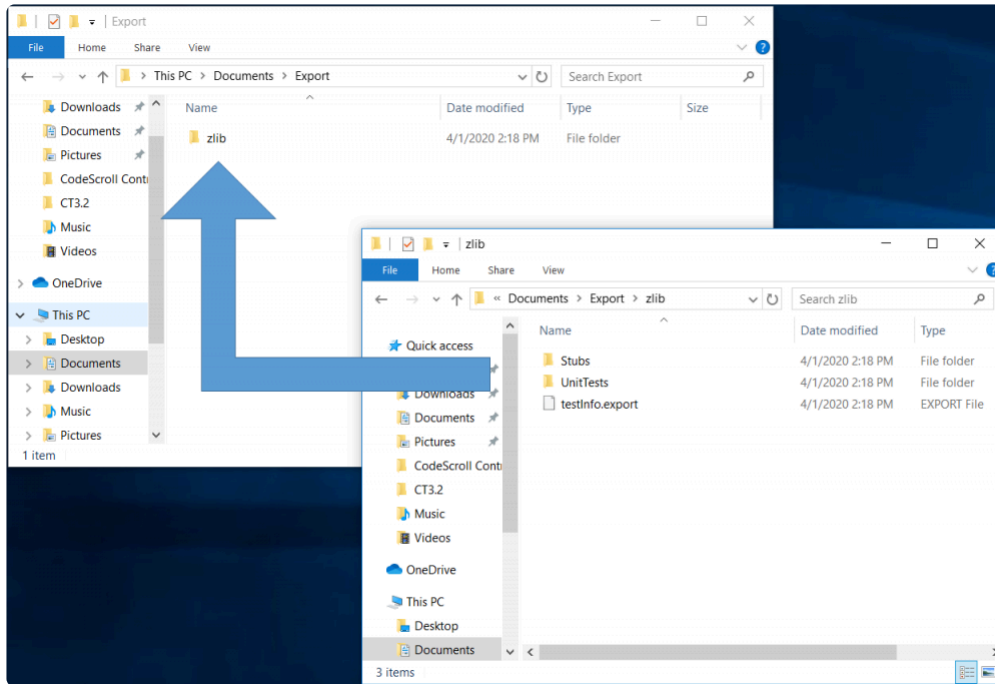 Export
File Home Share View
This PC > Documents > Export
Search Export
Downloads
Documents
Pictures
CodeScroll Cont
CT3.2
Music
Videos
OneDrive
This PC
Desktop
Documents
Downloads
Music
Pictures
1 item
Name Date modified Type Size
zlib 4/1/2020 2:18 PM File folder
zlib
File Home Share View
« Documents > Export > zlib
Search zlib
Quick access
Downloads
Documents
Pictures
CodeScroll Cont
CT3.2
Music
Videos
OneDrive
This PC
Desktop
Documents
3 items
Name Date modified Type
Stubs 4/1/2020 2:18 PM File folder
UnitTests 4/1/2020 2:18 PM File folder
testInfo.export 4/1/2020 2:18 PM EXPORT File